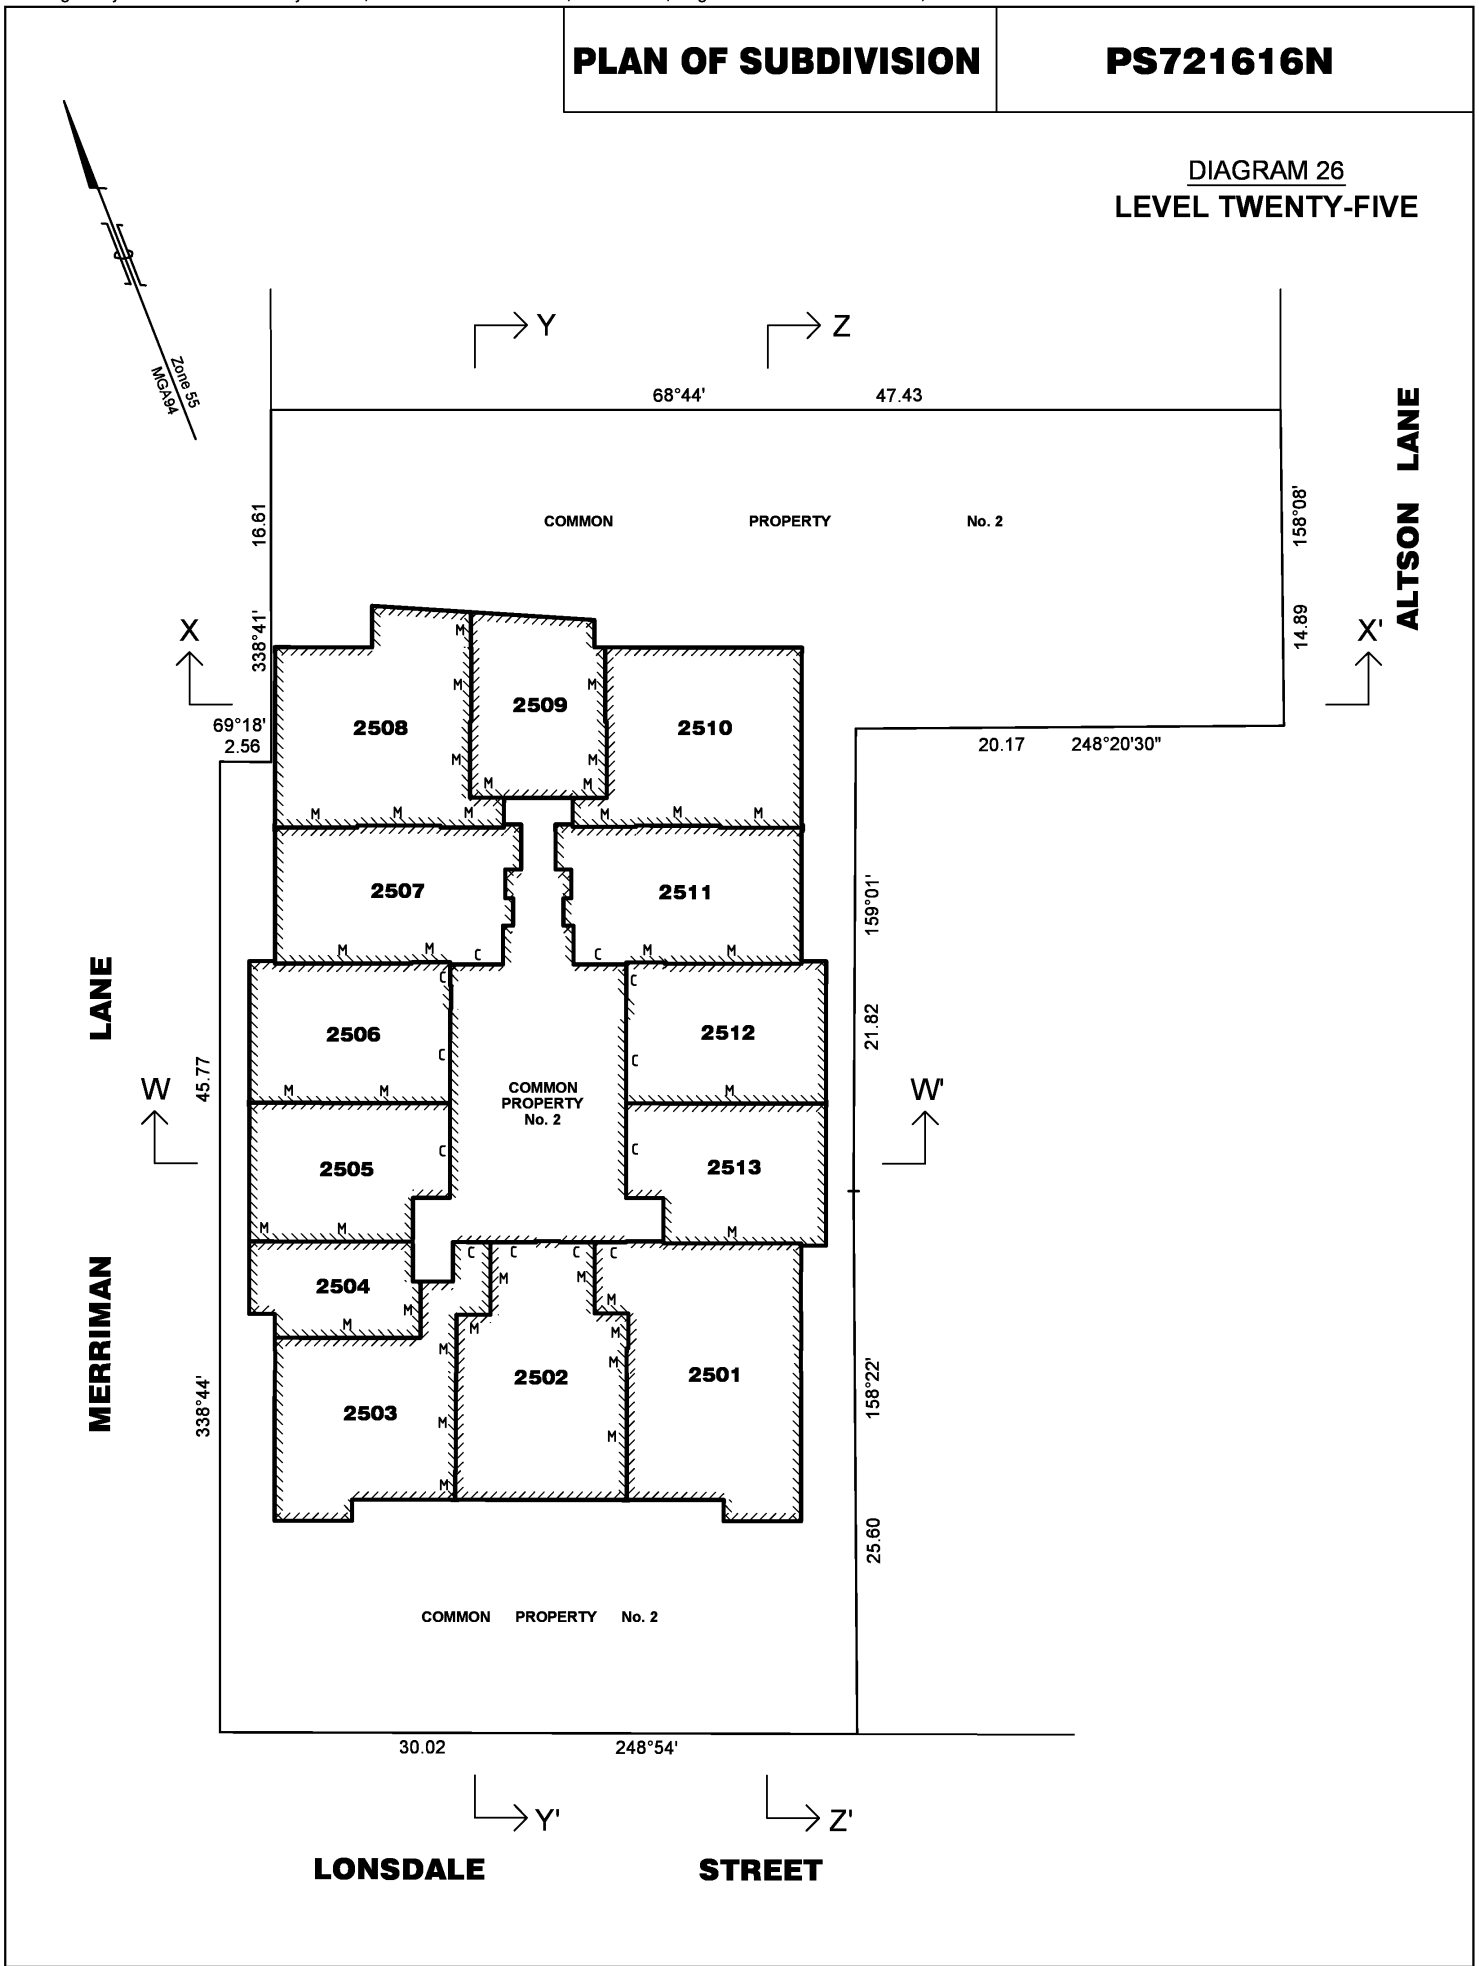 PLAN OF SUBDIVISION
PS721616N
DIAGRAM 26
LEVEL TWENTY-FIVE
Zone 55
MGA94
Y
Z
68°44'
47.43
ALTSON LANE
COMMON PROPERTY No. 2
16.61
338°41'
158°08'
14.89
X
X'
69°18'
2.56
20.17
248°20'30"
M
2508
M
M
M
M
M
2509
M
M
M
M
2510
M
M
M
2507
M
M
C
2511
C
M
M
159°01'
MERRIMAN LANE
45.77
338°44'
2506
C
C
M
M
COMMON
PROPERTY
No. 2
2512
C
C
M
21.82
W
W'
2505
C
M
M
2513
C
M
2504
M
M
C
C
C
C
M
M
M
M
M
2503
M
M
M
2502
M
M
2501
158°22'
25.60
COMMON PROPERTY No. 2
30.02
248°54'
Y'
Z'
LONSDALE STREET